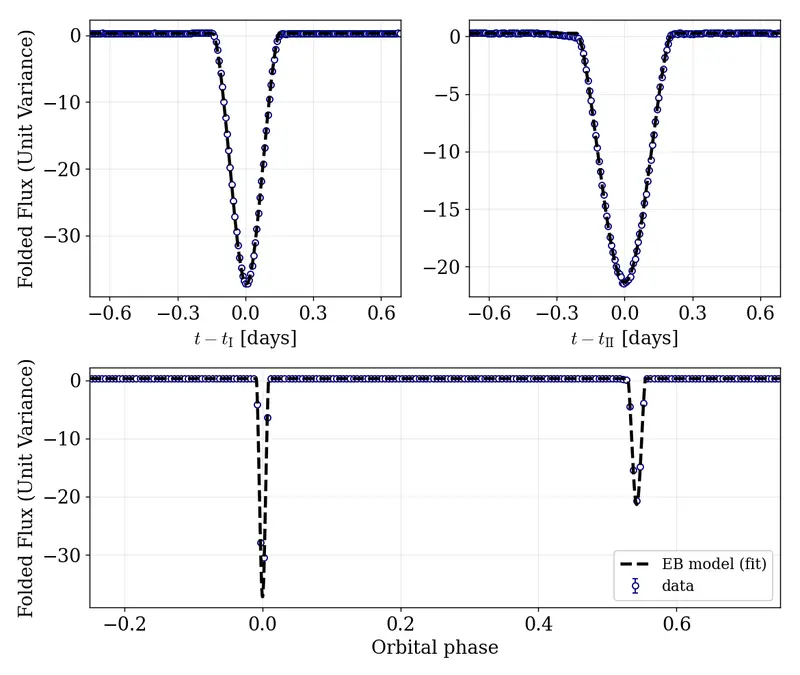 Folded Flux (Unit Variance)
0
−10
−20
−30
−0.6 −0.3 0.0 0.3 0.6
t − tI [days]
0
−5
−10
−15
−20
−0.6 −0.3 0.0 0.3 0.6
t − tII [days]
Folded Flux (Unit Variance)
0
−10
−20
−30
EB model (fit)
data
−0.2 0.0 0.2 0.4 0.6
Orbital phase